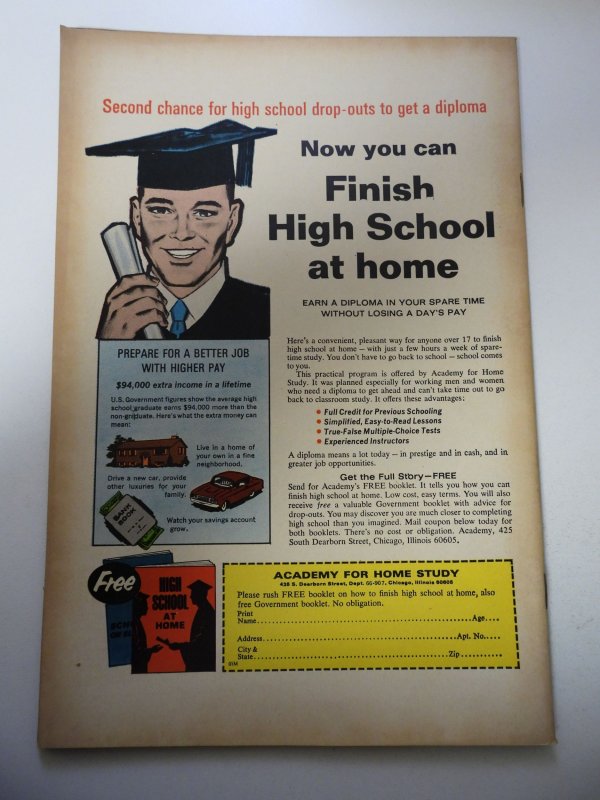 Second chance for high school drop-outs to get a diploma
Now you can
Finish
High School
at home
EARN A DIPLOMA IN YOUR SPARE TIME
WITHOUT LOSING A DAY'S PAY
PREPARE FOR A BETTER JOB
WITH HIGHER PAY
$94,000 extra income in a lifetime
U.S. Government figures show the average high
school graduate earns $94,000 more than the
non-graduate. Here's what the extra money can
mean:
Live in a home of
your own in a fine
neighborhood.
Drive a new car, provide
other luxuries for your
family.
BANK
BOOK
Watch your savings account
grow.
Here's a convenient, pleasant way for anyone over 17 to finish
high school at home — with just a few hours a week of spare-
time study. You don't have to go back to school — school comes
to you.
This practical program is offered by Academy for Home
Study. It was planned especially for working men and women
who need a diploma to get ahead and can't take time out to go
back to classroom study. It offers these advantages:
• Full Credit for Previous Schooling
• Simplified, Easy-to-Read Lessons
• True-False Multiple-Choice Tests
• Experienced Instructors
A diploma means a lot today — in prestige and in cash, and in
greater job opportunities.
Get the Full Story—FREE
Send for Academy's FREE booklet. It tells you how you can
finish high school at home. Low cost, easy terms. You will also
receive free a valuable Government booklet with advice for
drop-outs. You may discover you are much closer to completing
high school than you imagined. Mail coupon below today for
both booklets. There's no cost or obligation. Academy, 425
South Dearborn Street, Chicago, Illinois 60605.
Free
HIGH
SCHOOL
AT
HOME
ACADEMY FOR HOME STUDY
425 S. Dearborn Street, Dept. 66-907, Chicago, Illinois 60605
Please rush FREE booklet on how to finish high school at home, also
free Government booklet. No obligation.
Print
Name Age
Address Apt. No.
City &
State Zip